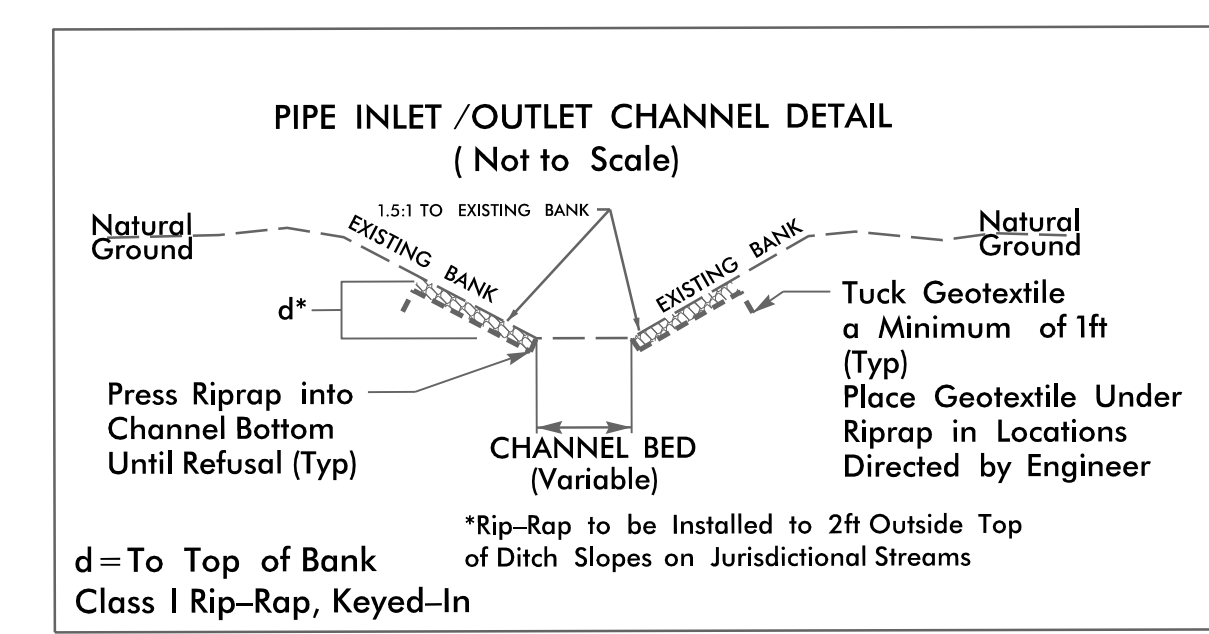 PIPE INLET /OUTLET CHANNEL DETAIL
( Not to Scale)
1.5:1 TO EXISTING BANK
Natural
Ground
EXISTING BANK
EXISTING BANK
Natural
Ground
d*
Tuck Geotextile
a Minimum of 1ft
(Typ)
Place Geotextile Under
Riprap in Locations
Directed by Engineer
Press Riprap into
Channel Bottom
Until Refusal (Typ)
CHANNEL BED
(Variable)
*Rip–Rap to be Installed to 2ft Outside Top
of Ditch Slopes on Jurisdictional Streams
d=To Top of Bank
Class I Rip–Rap, Keyed–In